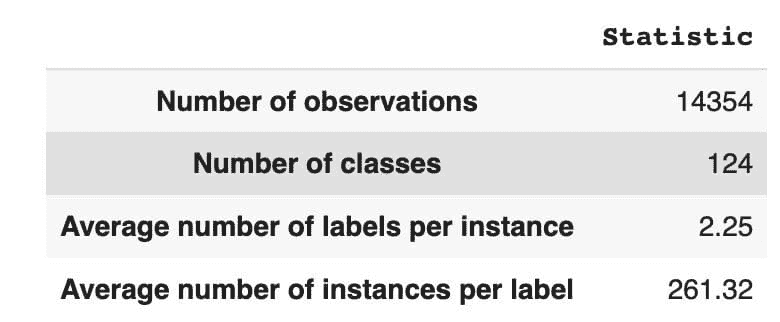 Statistic
Number of observations 14354
Number of classes 124
Average number of labels per instance 2.25
Average number of instances per label 261.32